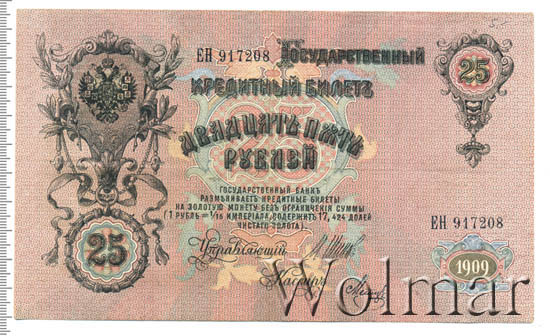 ЕН 917208 Государственный
25
кредитный билетъ
25
двадцать пять
рублей
Государственный банкъ
размѣниваетъ кредитные билеты
на золотую монету безъ ограниченія суммы
(1 рубль = 1/15 имперіала, содержитъ 17,424 долей
чистаго золота).
ЕН 917208
25
Управляющій
Кассиръ
1909
Wolmar